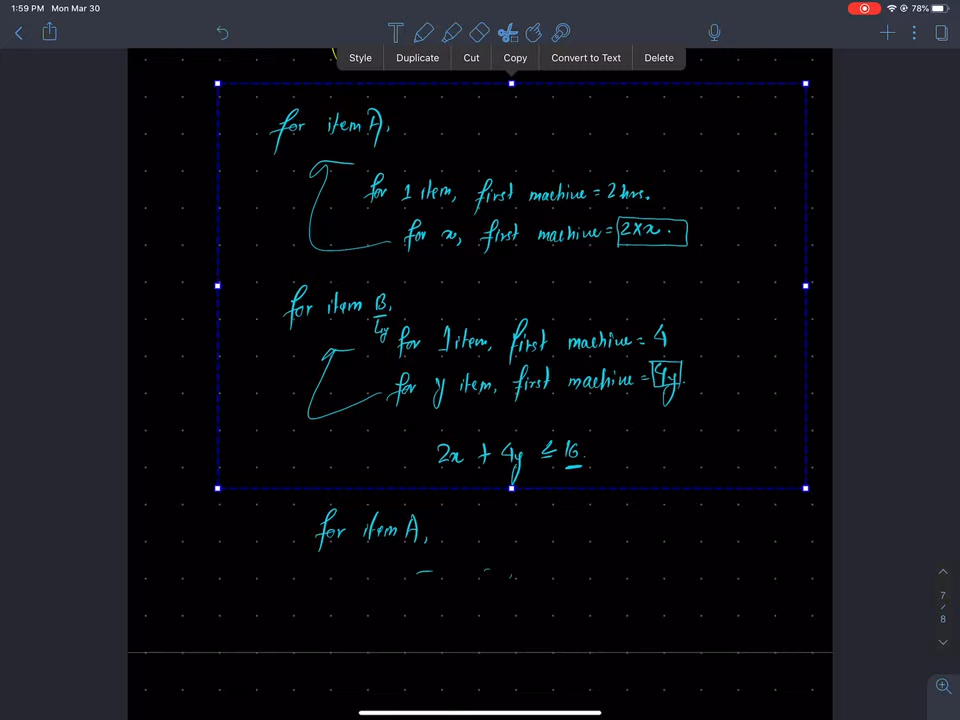 1:59 PM Mon Mar 30
78%
T
Style Duplicate Cut Copy Convert to Text Delete
for item A,
for 1 item, first machine = 2 hrs.
for x, first machine = 2 × x.
for item B,
y
for 1 item, first machine = 4
for y item, first machine = 4y.
2x + 4y ≤ 16.
for item A,
7
/
8